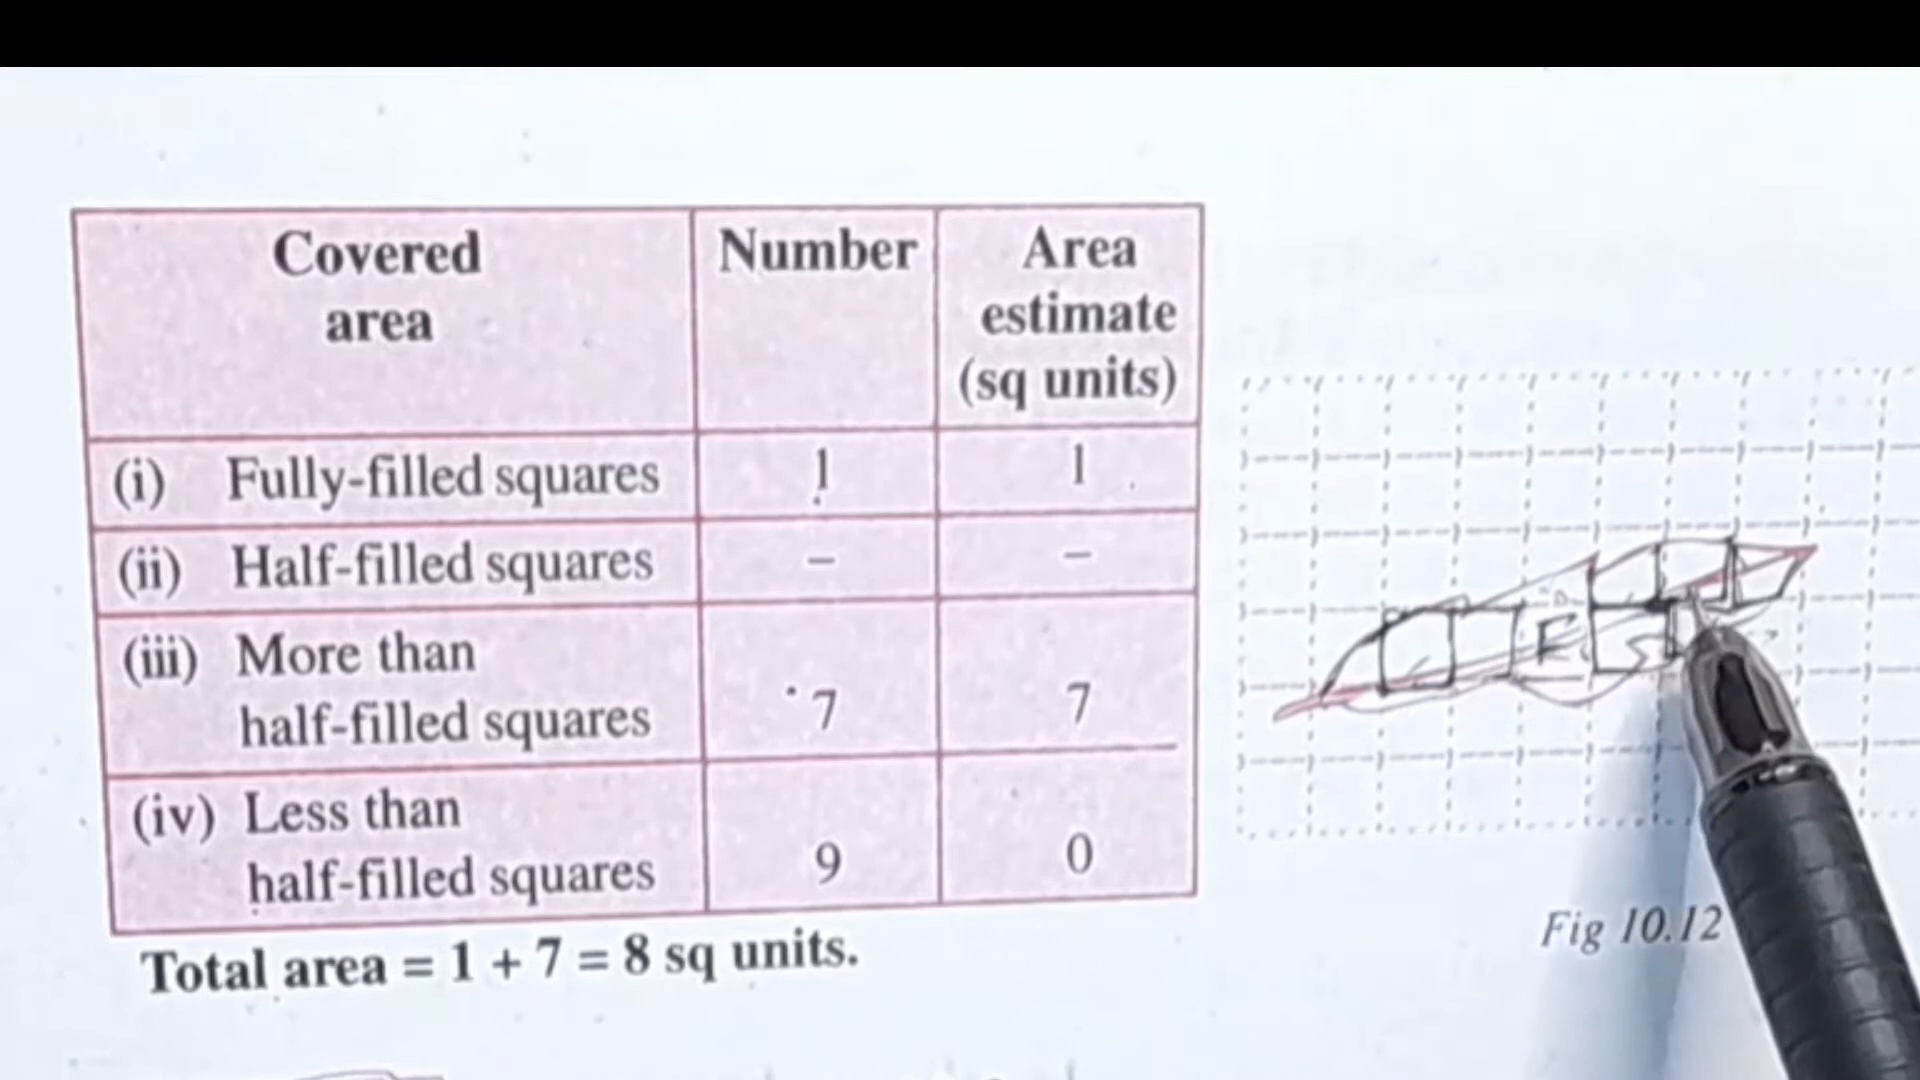 Covered area
Number
Area estimate (sq units)
(i) Fully-filled squares 1 1
(ii) Half-filled squares – –
(iii) More than
half-filled squares 7 7
(iv) Less than
half-filled squares 9 0
Total area = 1 + 7 = 8 sq units.
Fig 10.12